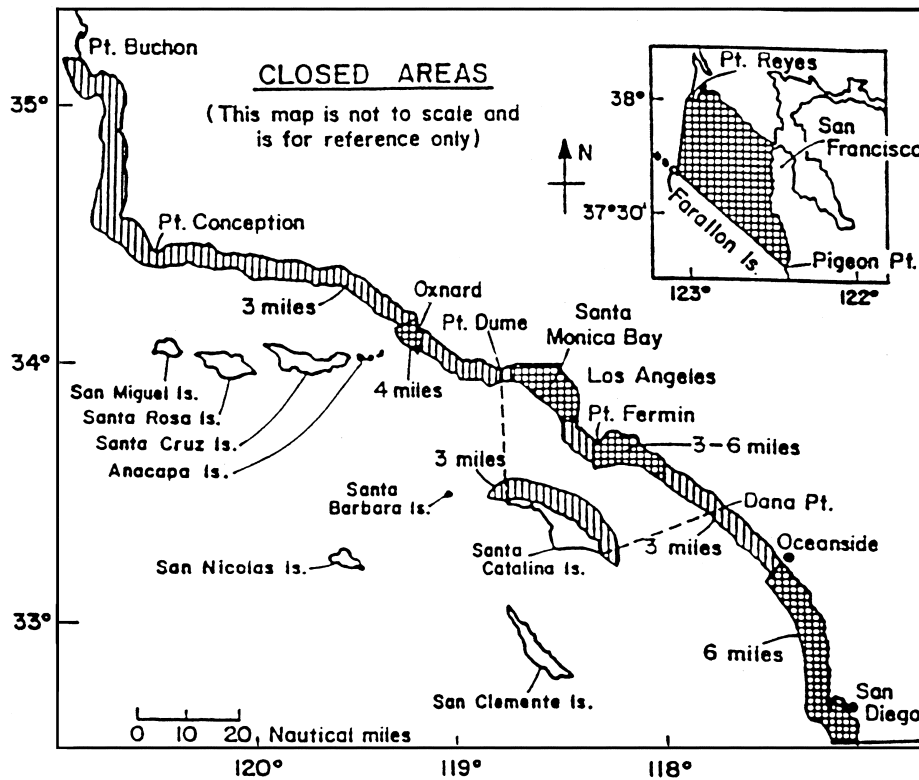 Pt. Buchon
CLOSED AREAS
(This map is not to scale and
is for reference only)
N
Pt. Reyes
38°
San
Francisco
37°30'
Farallon Is.
Pigeon Pt.
123°
122°
35°
Pt. Conception
3 miles
Oxnard
Pt. Dume
Santa
Monica Bay
34°
4 miles
Los Angeles
San Miguel Is.
Santa Rosa Is.
Santa Cruz Is.
Anacapa Is.
Pt. Fermin
3-6 miles
3 miles
Santa
Barbara Is.
Dana Pt.
3 miles
Oceanside
San Nicolas Is.
Santa
Catalina Is.
33°
6 miles
San Clemente Is.
San
Diego
0 10 20 Nautical miles
120° 119° 118°